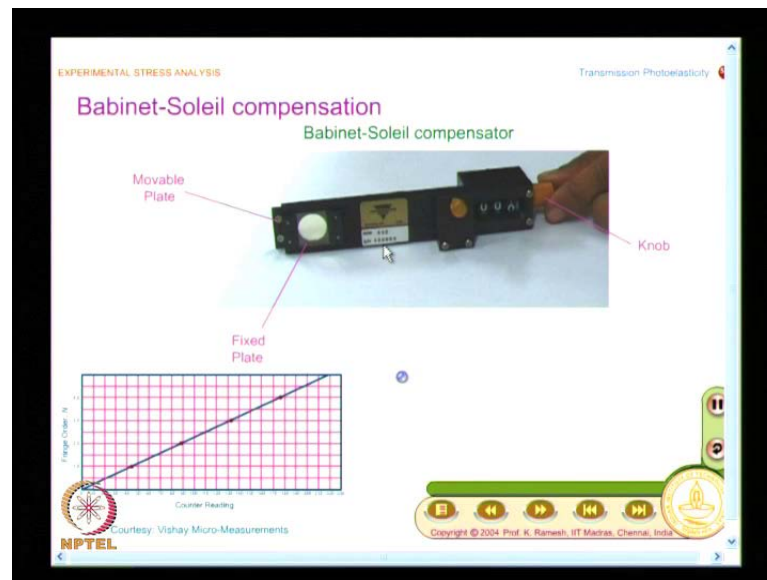 EXPERIMENTAL STRESS ANALYSIS
Transmission Photoelasticity
Babinet-Soleil compensation
Babinet-Soleil compensator
Movable
Plate
Knob
Fixed
Plate
Fringe Order, N
Counter Reading
Courtesy: Vishay Micro-Measurements
NPTEL
Copyright © 2004 Prof. K. Ramesh, IIT Madras, Chennai, India